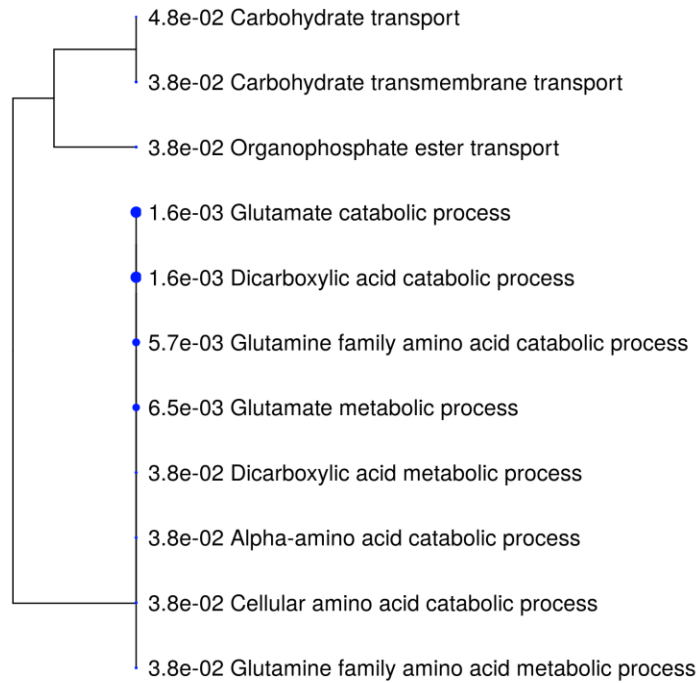 4.8e-02 Carbohydrate transport
3.8e-02 Carbohydrate transmembrane transport
3.8e-02 Organophosphate ester transport
1.6e-03 Glutamate catabolic process
1.6e-03 Dicarboxylic acid catabolic process
5.7e-03 Glutamine family amino acid catabolic process
6.5e-03 Glutamate metabolic process
3.8e-02 Dicarboxylic acid metabolic process
3.8e-02 Alpha-amino acid catabolic process
3.8e-02 Cellular amino acid catabolic process
3.8e-02 Glutamine family amino acid metabolic process